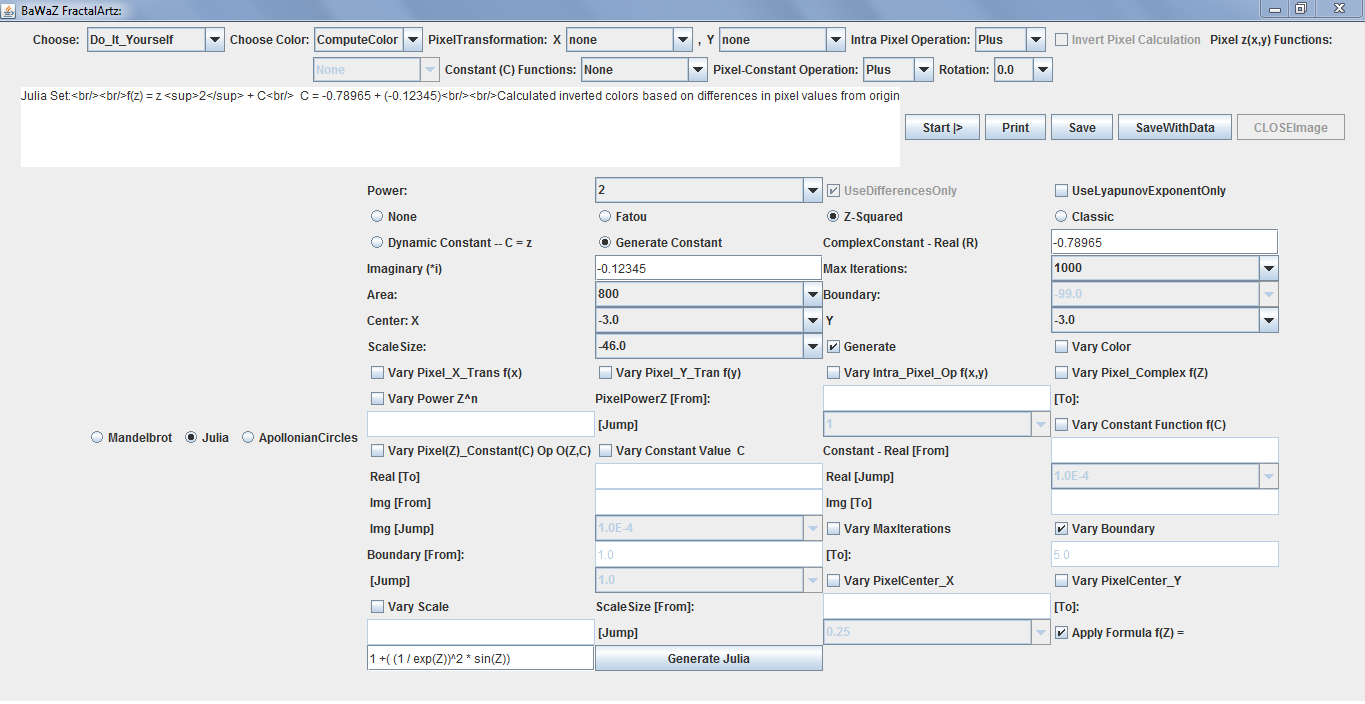 BaWaZ FractalArtz:
Choose: Do_It_Yourself Choose Color: ComputeColor PixelTransformation: X none , Y none Intra Pixel Operation: Plus Invert Pixel Calculation Pixel z(x,y) Functions:
None Constant (C) Functions: None Pixel-Constant Operation: Plus Rotation: 0.0
Julia Set:<br/><br/>f(z) = z <sup>2</sup> + C<br/> C = -0.78965 + (-0.12345)<br/><br/>Calculated inverted colors based on differences in pixel values from origin
Start |> Print Save SaveWithData CLOSEImage
Power: 2 UseDifferencesOnly UseLyapunovExponentOnly
None Fatou Z-Squared Classic
Dynamic Constant -- C = z Generate Constant ComplexConstant - Real (R) -0.78965
Imaginary (*i) -0.12345 Max Iterations: 1000
Area: 800 Boundary: -99.0
Center: X -3.0 Y -3.0
ScaleSize: -46.0 Generate Vary Color
Vary Pixel_X_Trans f(x) Vary Pixel_Y_Tran f(y) Vary Intra_Pixel_Op f(x,y) Vary Pixel_Complex f(Z)
Vary Power Z^n PixelPowerZ [From]: [To]:
[Jump] 1 Vary Constant Function f(C)
Mandelbrot Julia ApollonianCircles
Vary Pixel(Z)_Constant(C) Op O(Z,C) Vary Constant Value C Constant - Real [From]
Real [To] Real [Jump] 1.0E-4
Img [From] Img [To]
Img [Jump] 1.0E-4 Vary MaxIterations Vary Boundary
Boundary [From]: 1.0 [To]: 5.0
[Jump] 1.0 Vary PixelCenter_X Vary PixelCenter_Y
Vary Scale ScaleSize [From]: [To]:
[Jump] 0.25 Apply Formula f(Z) =
1 +( (1 / exp(Z))^2 * sin(Z)) Generate Julia